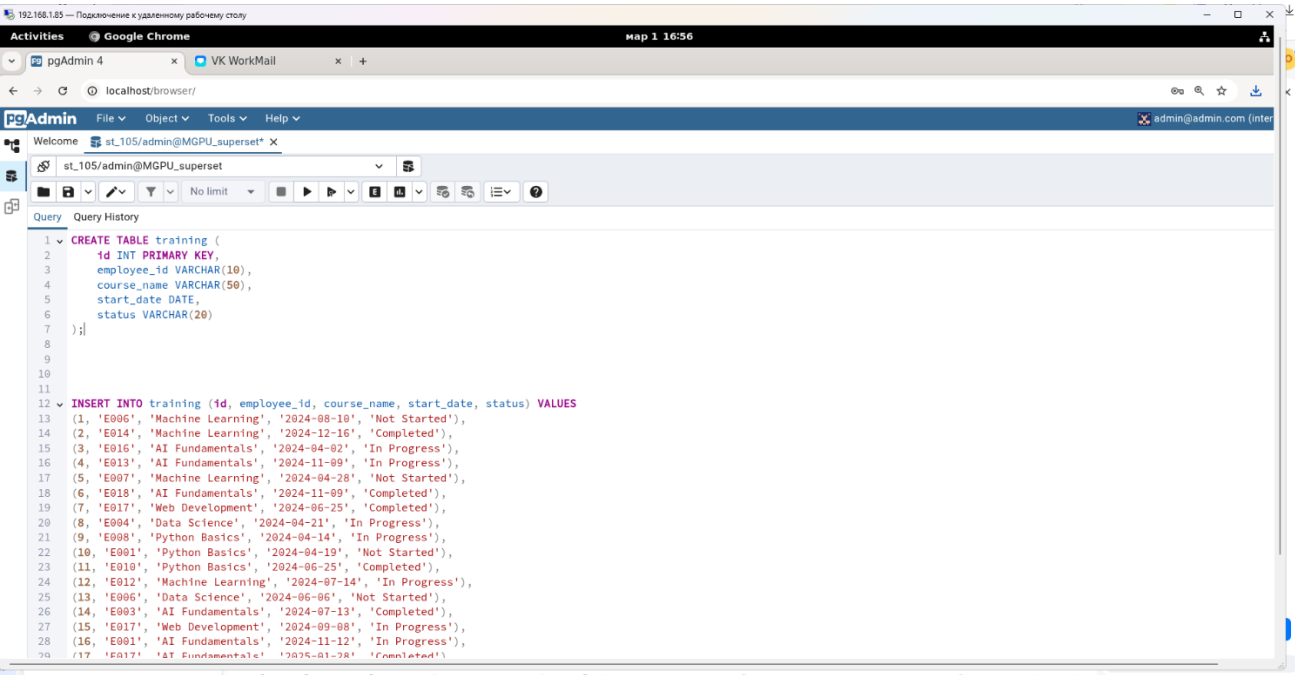 192.168.1.85 — Подключение к удаленному рабочему столу
Activities Google Chrome мар 1 16:56
pgAdmin 4 VK WorkMail
localhost/browser/
pgAdmin File Object Tools Help admin@admin.com (inter
Welcome st_105/admin@MGPU_superset*
st_105/admin@MGPU_superset
No limit
Query Query History
1 CREATE TABLE training (
2 id INT PRIMARY KEY,
3 employee_id VARCHAR(10),
4 course_name VARCHAR(50),
5 start_date DATE,
6 status VARCHAR(20)
7 );
8
9
10
11
12 INSERT INTO training (id, employee_id, course_name, start_date, status) VALUES
13 (1, 'E006', 'Machine Learning', '2024-08-10', 'Not Started'),
14 (2, 'E014', 'Machine Learning', '2024-12-16', 'Completed'),
15 (3, 'E016', 'AI Fundamentals', '2024-04-02', 'In Progress'),
16 (4, 'E013', 'AI Fundamentals', '2024-11-09', 'In Progress'),
17 (5, 'E007', 'Machine Learning', '2024-04-28', 'Not Started'),
18 (6, 'E018', 'AI Fundamentals', '2024-11-09', 'Completed'),
19 (7, 'E017', 'Web Development', '2024-06-25', 'Completed'),
20 (8, 'E004', 'Data Science', '2024-04-21', 'In Progress'),
21 (9, 'E008', 'Python Basics', '2024-04-14', 'In Progress'),
22 (10, 'E001', 'Python Basics', '2024-04-19', 'Not Started'),
23 (11, 'E010', 'Python Basics', '2024-06-25', 'Completed'),
24 (12, 'E012', 'Machine Learning', '2024-07-14', 'In Progress'),
25 (13, 'E006', 'Data Science', '2024-06-06', 'Not Started'),
26 (14, 'E003', 'AI Fundamentals', '2024-07-13', 'Completed'),
27 (15, 'E017', 'Web Development', '2024-09-08', 'In Progress'),
28 (16, 'E001', 'AI Fundamentals', '2024-11-12', 'In Progress'),
29 (17, 'E017', 'AI Fundamentals', '2025-01-28', 'Completed')